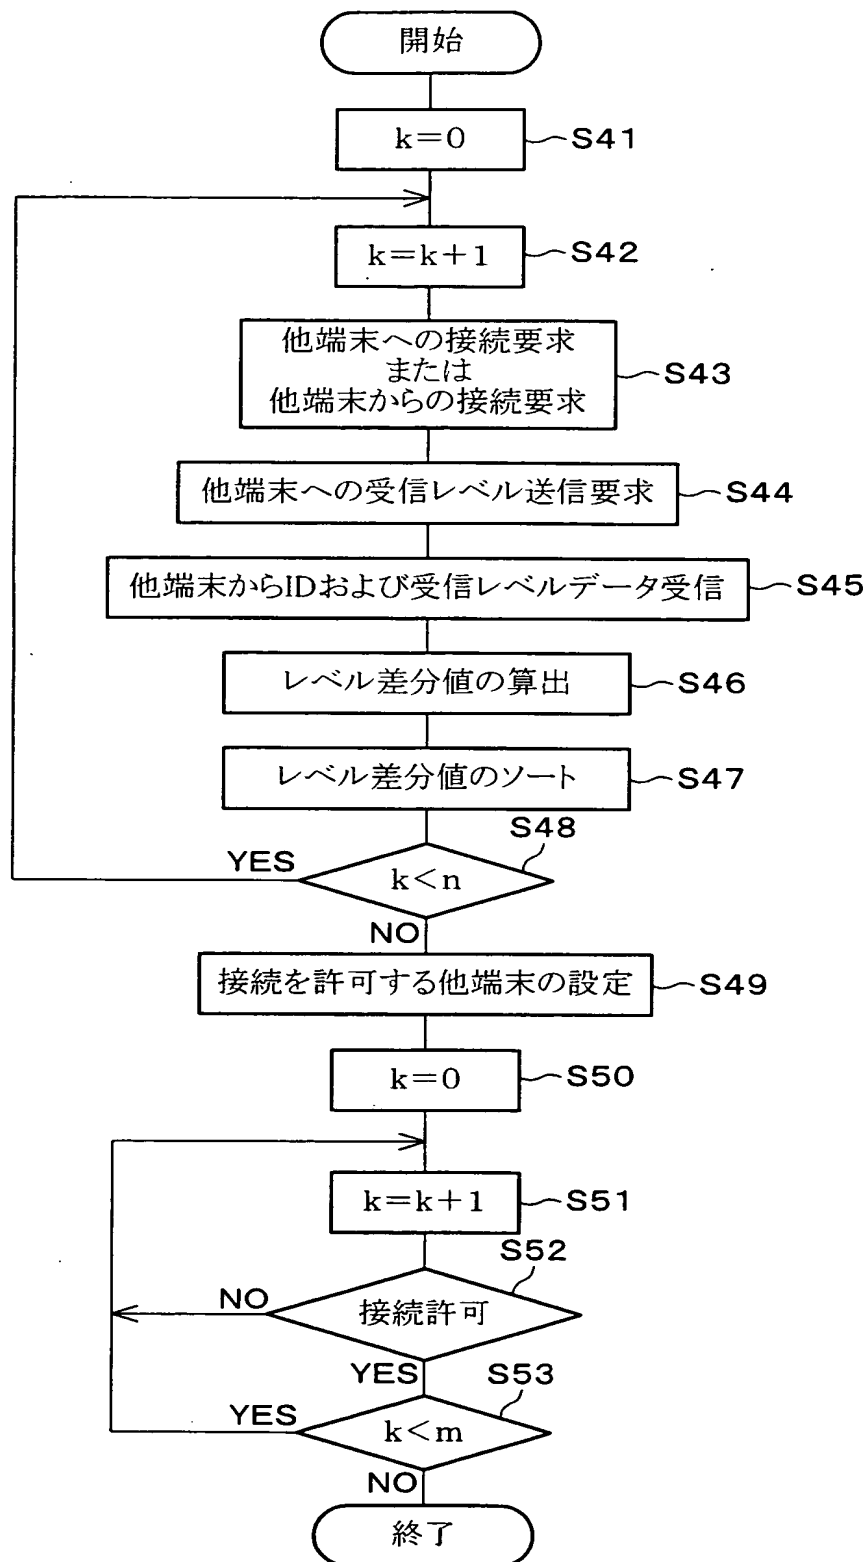 開始
k=0
S41
k=k+1
S42
他端末への接続要求
または
他端末からの接続要求
S43
他端末への受信レベル送信要求
S44
他端末からIDおよび受信レベルデータ受信
S45
レベル差分値の算出
S46
レベル差分値のソート
S47
S48
YES
k<n
NO
接続を許可する他端末の設定
S49
k=0
S50
k=k+1
S51
S52
NO
接続許可
YES
S53
YES
k<m
NO
終了